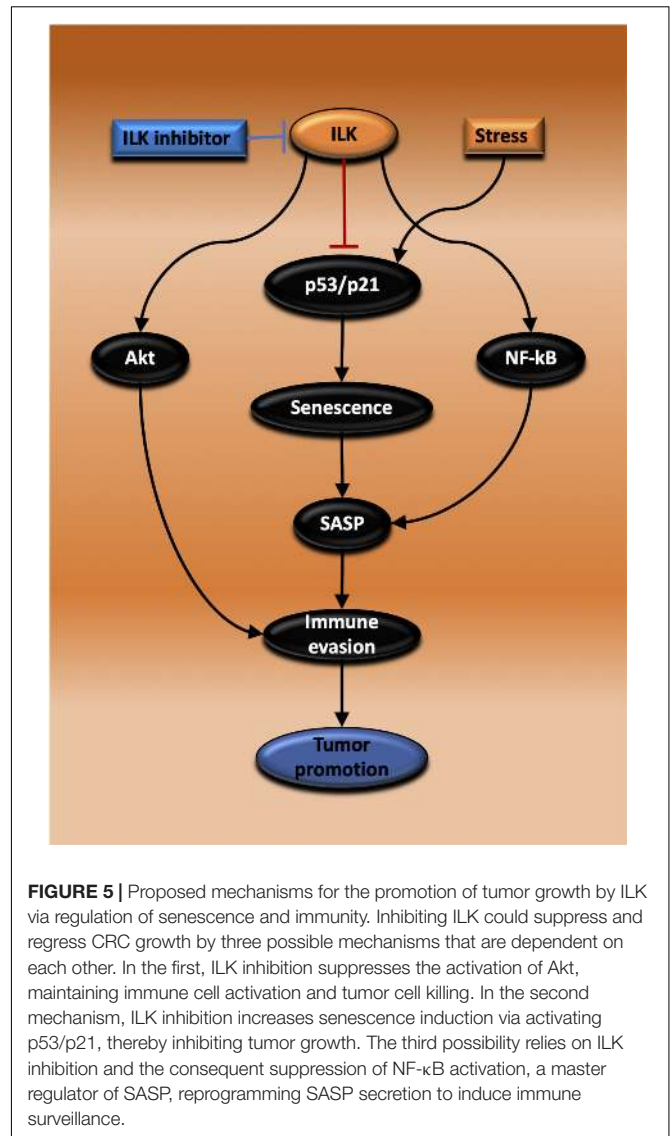 ILK inhibitor
ILK
Stress
p53/p21
Akt
NF-kB
Senescence
SASP
Immune
evasion
Tumor
promotion
FIGURE 5 | Proposed mechanisms for the promotion of tumor growth by ILK
via regulation of senescence and immunity. Inhibiting ILK could suppress and
regress CRC growth by three possible mechanisms that are dependent on
each other. In the first, ILK inhibition suppresses the activation of Akt,
maintaining immune cell activation and tumor cell killing. In the second
mechanism, ILK inhibition increases senescence induction via activating
p53/p21, thereby inhibiting tumor growth. The third possibility relies on ILK
inhibition and the consequent suppression of NF-κB activation, a master
regulator of SASP, reprogramming SASP secretion to induce immune
surveillance.